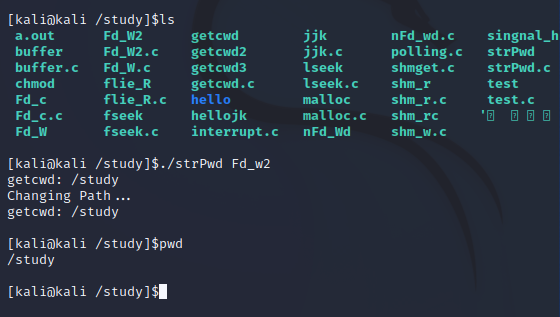 [kali@kali /study]$ls
a.out Fd_W2 getcwd jjk nFd_wd.c singnal_h
buffer Fd_W2.c getcwd2 jjk.c polling.c strPwd
buffer.c Fd_W.c getcwd3 lseek shmget.c strPwd.c
chmod flie_R getcwd.c lseek.c shm_r test
Fd_c flie_R.c hello malloc shm_r.c test.c
Fd_c.c fseek hellojk malloc.c shm_rc
Fd_W fseek.c interrupt.c nFd_Wd shm_w.c
[kali@kali /study]$./strPwd Fd_w2
getcwd: /study
Changing Path...
getcwd: /study
[kali@kali /study]$pwd
/study
[kali@kali /study]$